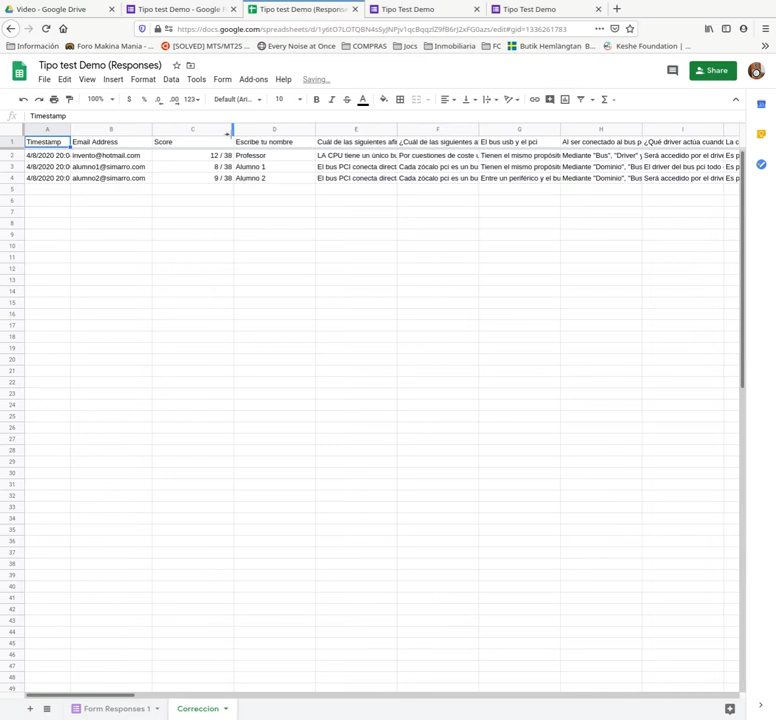 Video - Google Drive
Tipo test Demo - Google F
Tipo test Demo (Respons
Tipo Test Demo
Tipo Test Demo
https://docs.google.com/spreadsheets/d/1y6tO7LOTQBN4sSyJNPjv1qcBqqzlZ9fB6rJ2xFG0azs/edit#gid=1336261783
Información
Foro Makina Mania - ...
[SOLVED] MTS/MT2S ...
Every Noise at Once
COMPRAS
Jocs
Inmobiliaria
FC
Butik Hemlängtan B...
Keshe Foundation | ...
Tipo test Demo (Responses)
File Edit View Insert Format Data Tools Form Add-ons Help Saving...
Share
100% $ % .0 .00 123 Default (Ari... 10 B I S A
fx Timestamp
A B C D E F G H I
1 Timestamp Email Address Score Escribe tu nombre Cuál de las siguientes afir ¿Cuál de las siguientes a El bus usb y el pci Al ser conectado al bus p ¿Qué driver actúa cuando La c
2 4/8/2020 20:0 invento@hotmail.com 12 / 38 Professor LA CPU tiene un único bu Por cuestiones de coste u Tienen el mismo propósito Mediante "Bus", "Driver" y Será accedido por el drive Es p
3 4/8/2020 20:0 alumno1@simarro.com 8 / 38 Alumno 1 El bus PCI conecta direct Cada zócalo pci es un bu Tienen el mismo propósito Mediante "Dominio", "Bus El driver del bus pci todo Es p
4 4/8/2020 20:0 alumno2@simarro.com 9 / 38 Alumno 2 El bus PCI conecta direct Cada zócalo pci es un bu Entre un periférico y el bu Mediante "Dominio", "Bus Será accedido por el drive Es p
5
6
7
8
9
10
11
12
13
14
15
16
17
18
19
20
21
22
23
24
25
26
27
28
29
30
31
32
33
34
35
36
37
38
39
40
41
42
43
44
45
46
47
48
49
Form Responses 1
Correccion